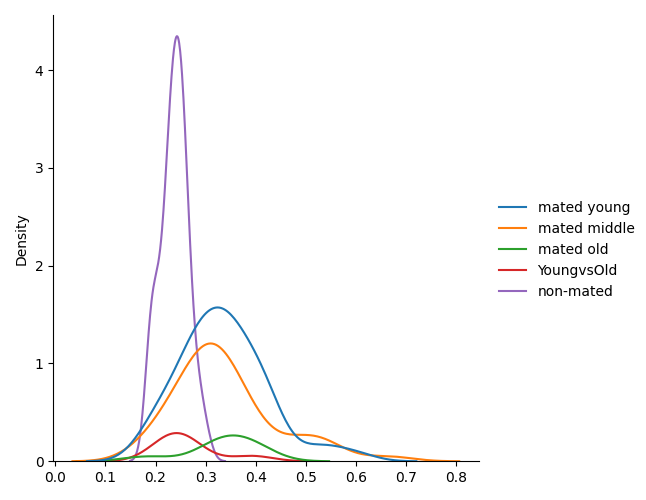 4
3
2
1
0
Density
0.0 0.1 0.2 0.3 0.4 0.5 0.6 0.7 0.8
mated young
mated middle
mated old
YoungvsOld
non-mated